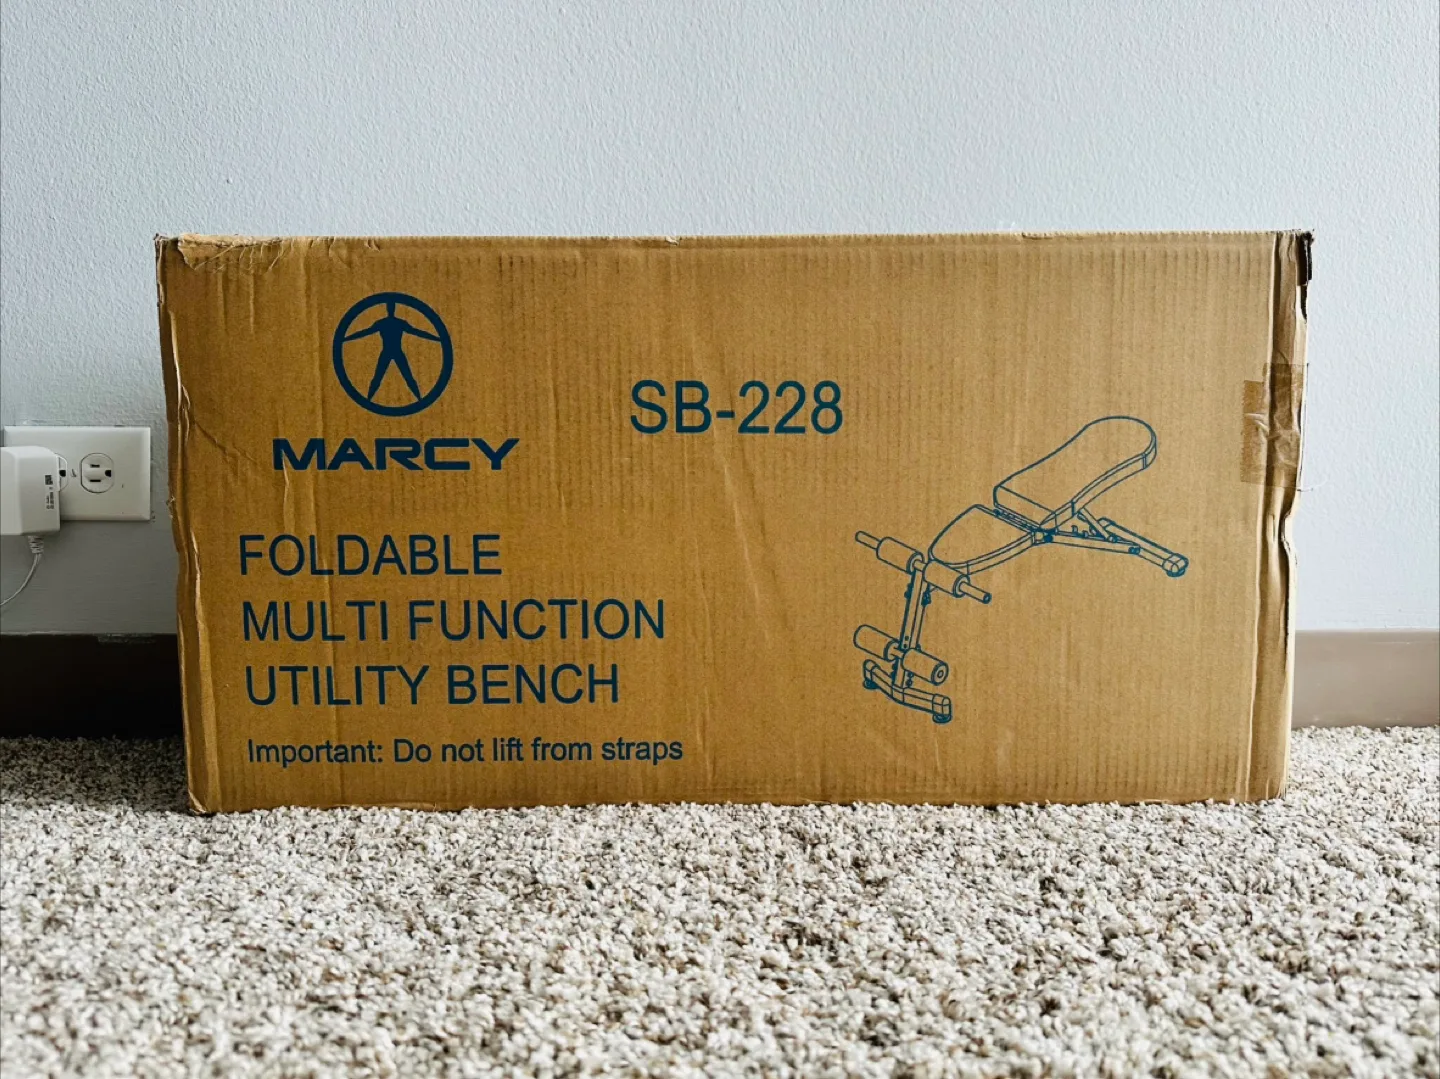 MARCY
SB-228
FOLDABLE
MULTI FUNCTION
UTILITY BENCH
Important: Do not lift from straps